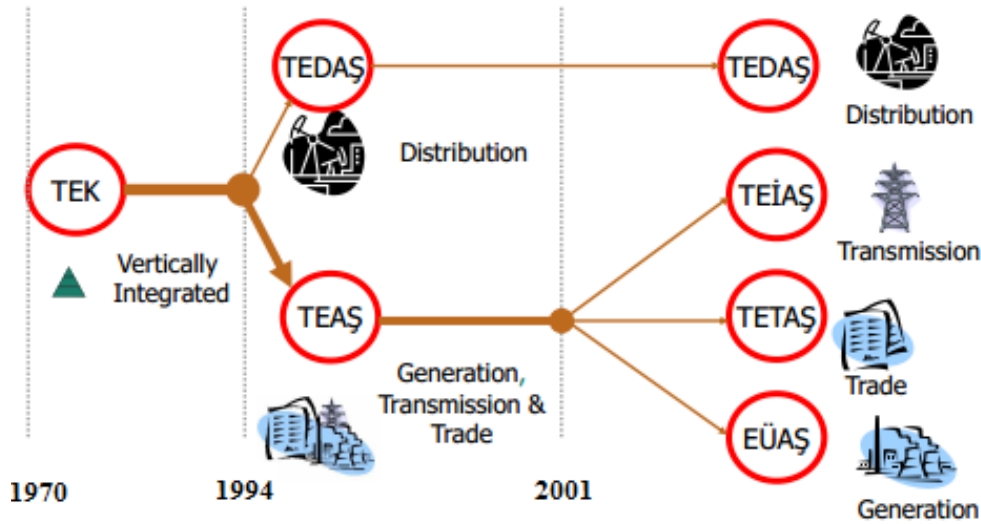 TEDAŞ
TEDAŞ
Distribution
Distribution
TEK
TEİAŞ
Vertically
Integrated
Transmission
TEAŞ
TETAŞ
Generation,
Transmission &
Trade
Trade
EÜAŞ
Generation
1970
1994
2001